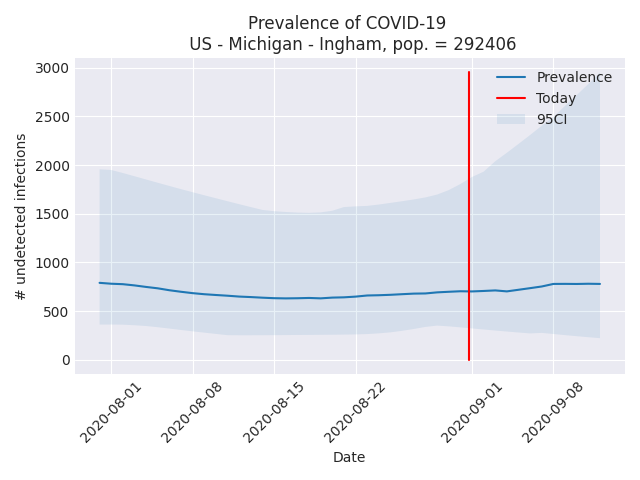 Prevalence of COVID-19
US - Michigan - Ingham, pop. = 292406
# undetected infections
3000
2500
2000
1500
1000
500
0
Prevalence
Today
95CI
2020-08-01
2020-08-08
2020-08-15
2020-08-22
2020-09-01
2020-09-08
Date